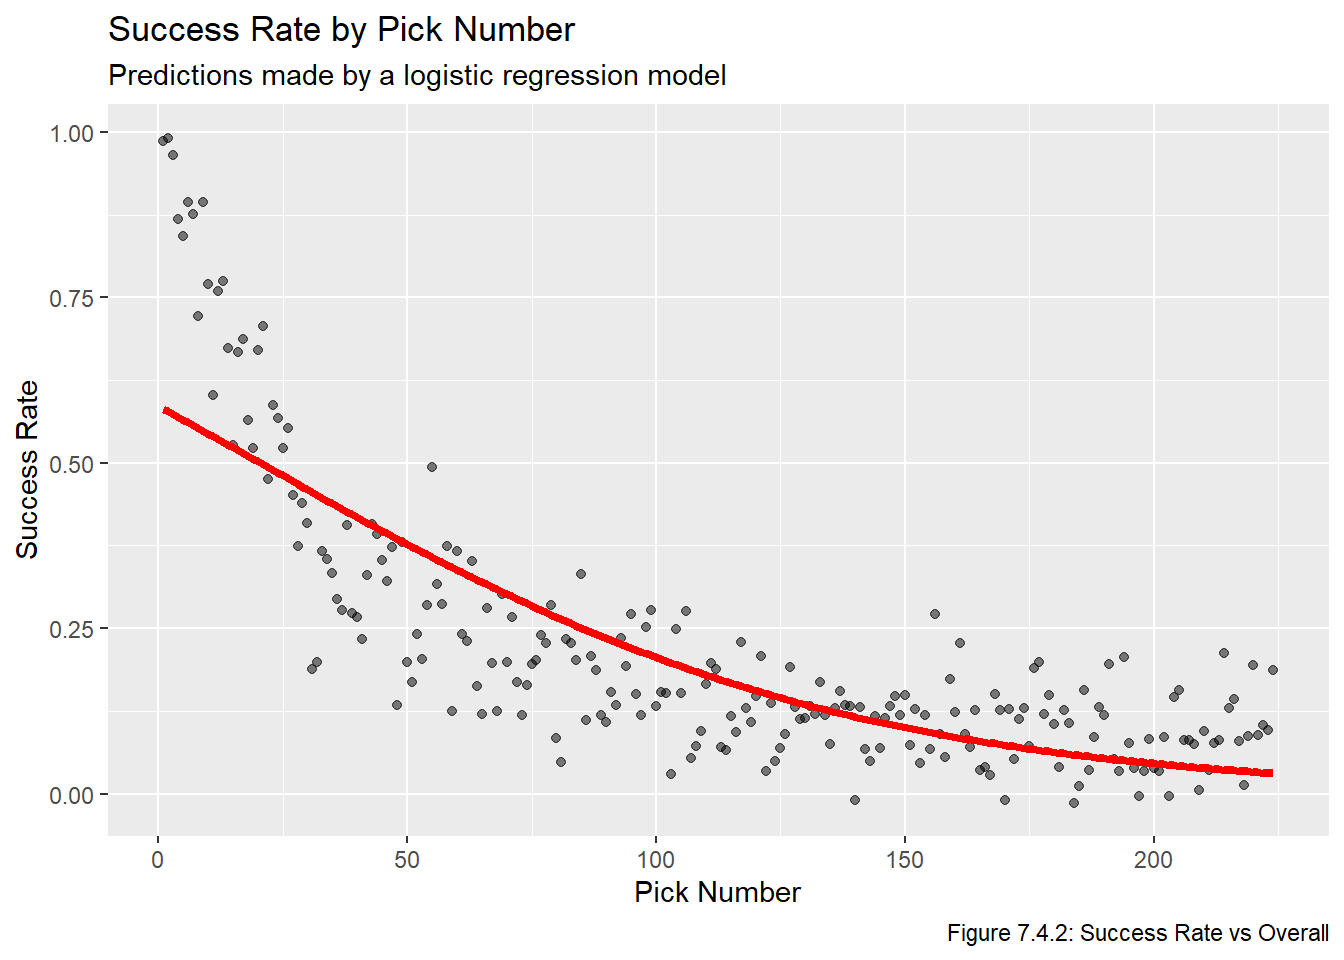 Success Rate by Pick Number
Predictions made by a logistic regression model
1.00
0.75
0.50
0.25
0.00
Success Rate
0 50 100 150 200
Pick Number
Figure 7.4.2: Success Rate vs Overall